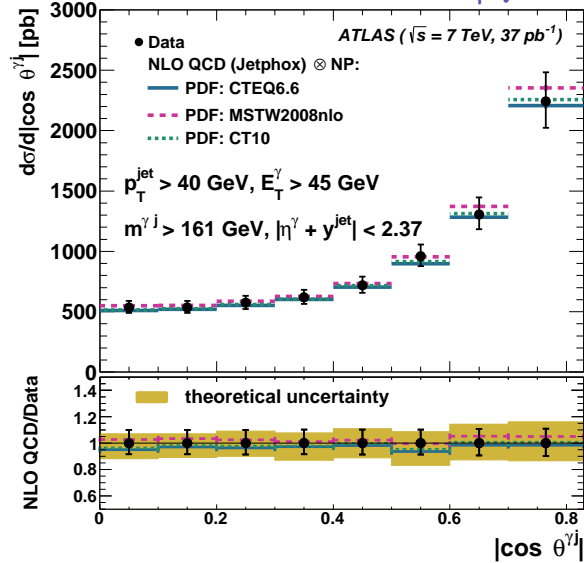 3000
2500
2000
1500
1000
500
0
dσ/d|cos θ^γj| [pb]
ATLAS (√s = 7 TeV, 37 pb⁻¹)
Data
NLO QCD (Jetphox) ⊗ NP:
PDF: CTEQ6.6
PDF: MSTW2008nlo
PDF: CT10
p_T^jet > 40 GeV, E_T^γ > 45 GeV
m^γj > 161 GeV, |η^γ + y^jet| < 2.37
theoretical uncertainty
1.4
1.2
1
0.8
0.6
NLO QCD/Data
0 0.2 0.4 0.6 0.8
|cos θ^γj|